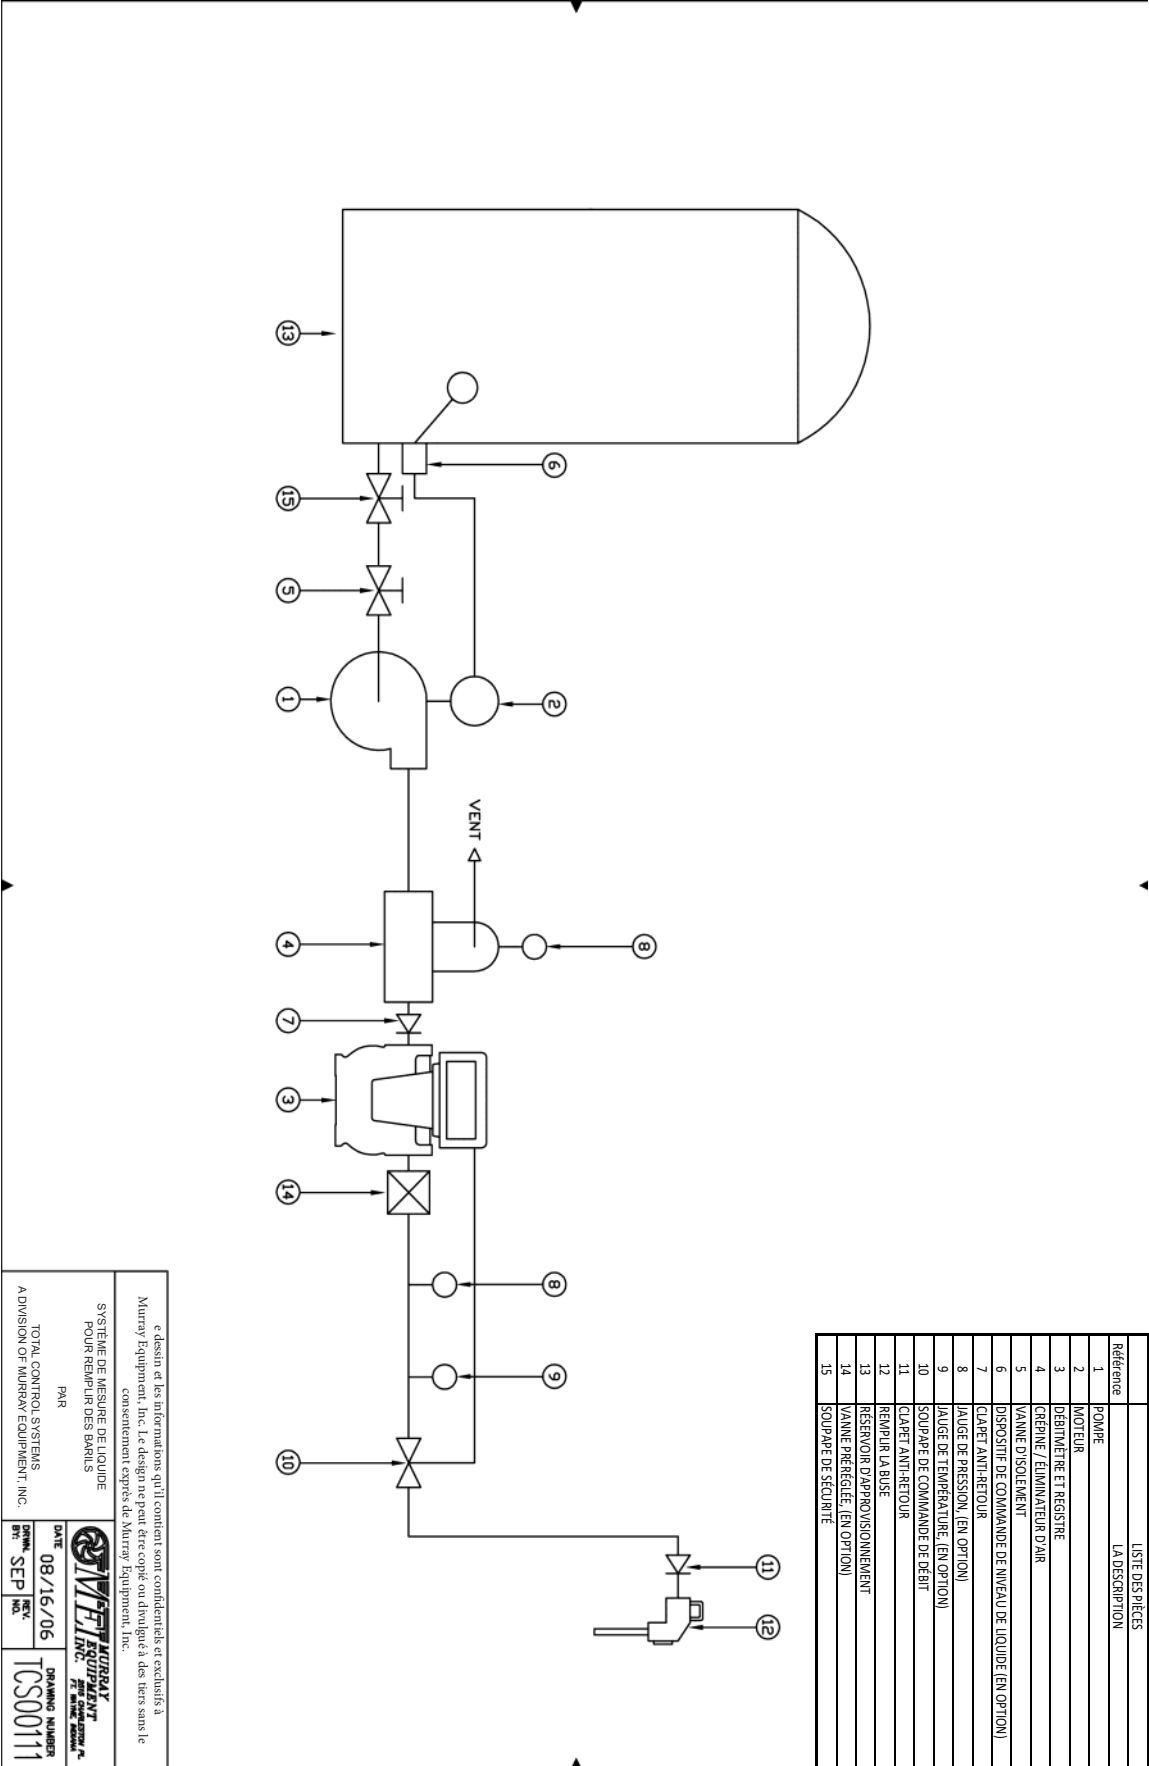 LISTE DES PIÈCES
Référence LA DESCRIPTION
1 POMPE
2 MOTEUR
3 DÉBITMÈTRE ET REGISTRE
4 CRÉPINE / ÉLIMINATEUR D'AIR
5 VANNE D'ISOLEMENT
6 DISPOSITIF DE COMMANDE DE NIVEAU DE LIQUIDE (EN OPTION)
7 CLAPET ANTI-RETOUR
8 JAUGE DE PRESSION, (EN OPTION)
9 JAUGE DE TEMPÉRATURE, (EN OPTION)
10 SOUPAPE DE COMMANDE DE DÉBIT
11 CLAPET ANTI-RETOUR
12 REMPLIR LA BUSE
13 RÉSERVOIR D'APPROVISIONNEMENT
14 VANNE PRÉRÉGLÉE, (EN OPTION)
15 SOUPAPE DE SÉCURITÉ
11
12
8
6
2
8
9
VENT
13
15
5
1
4
7
3
14
10
e dessin et les informations qu'il contient sont confidentiels et exclusifs à
Murray Equipment, Inc. Le design ne peut être copié ou divulgué à des tiers sans le
consentement exprès de Murray Equipment, Inc.
SYSTÈME DE MESURE DE LIQUIDE
POUR REMPLIR DES BARILS
PAR
TOTAL CONTROL SYSTEMS
A DIVISION OF MURRAY EQUIPMENT, INC.
MEI MURRAY
EQUIPMENT
INC.
2515 CHARLESTON PL.
FT. WAYNE, INDIANA
DATE 08/16/06
DRWN. BY: SEP
REV. NO.
DRAWING NUMBER
TCS00111